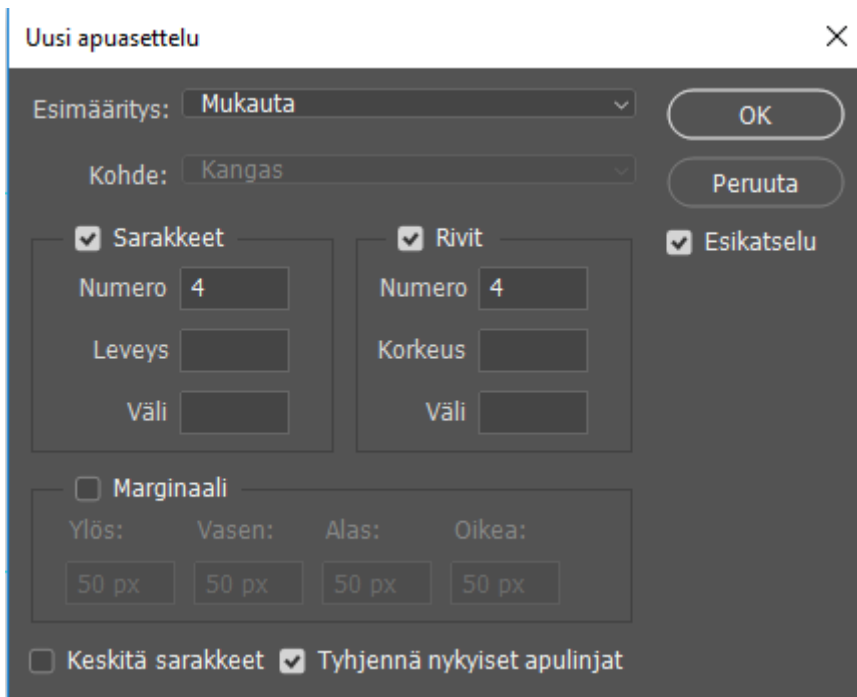 Uusi apuasettelu
Esimääritys: Mukauta
OK
Kohde: Kangas
Peruuta
Sarakkeet
Rivit
Esikatselu
Numero 4
Numero 4
Leveys
Korkeus
Väli
Väli
Marginaali
Ylös: Vasen: Alas: Oikea:
50 px 50 px 50 px 50 px
Keskitä sarakkeet
Tyhjennä nykyiset apulinjat